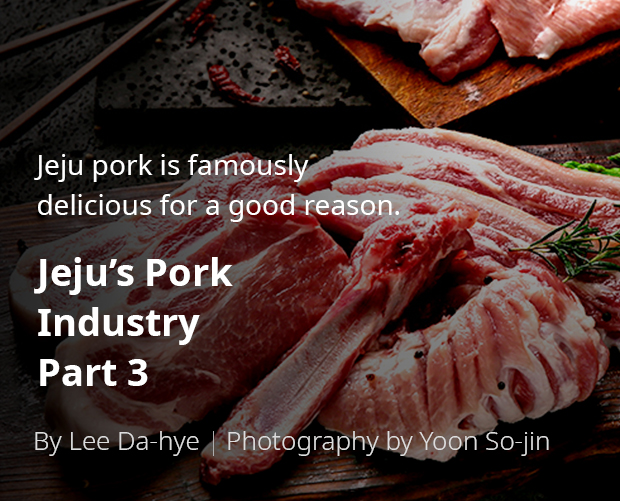 Jeju pork is famously
delicious for a good reason.
Jeju’s Pork
Industry
Part 3
By Lee Da-hye | Photography by Yoon So-jin